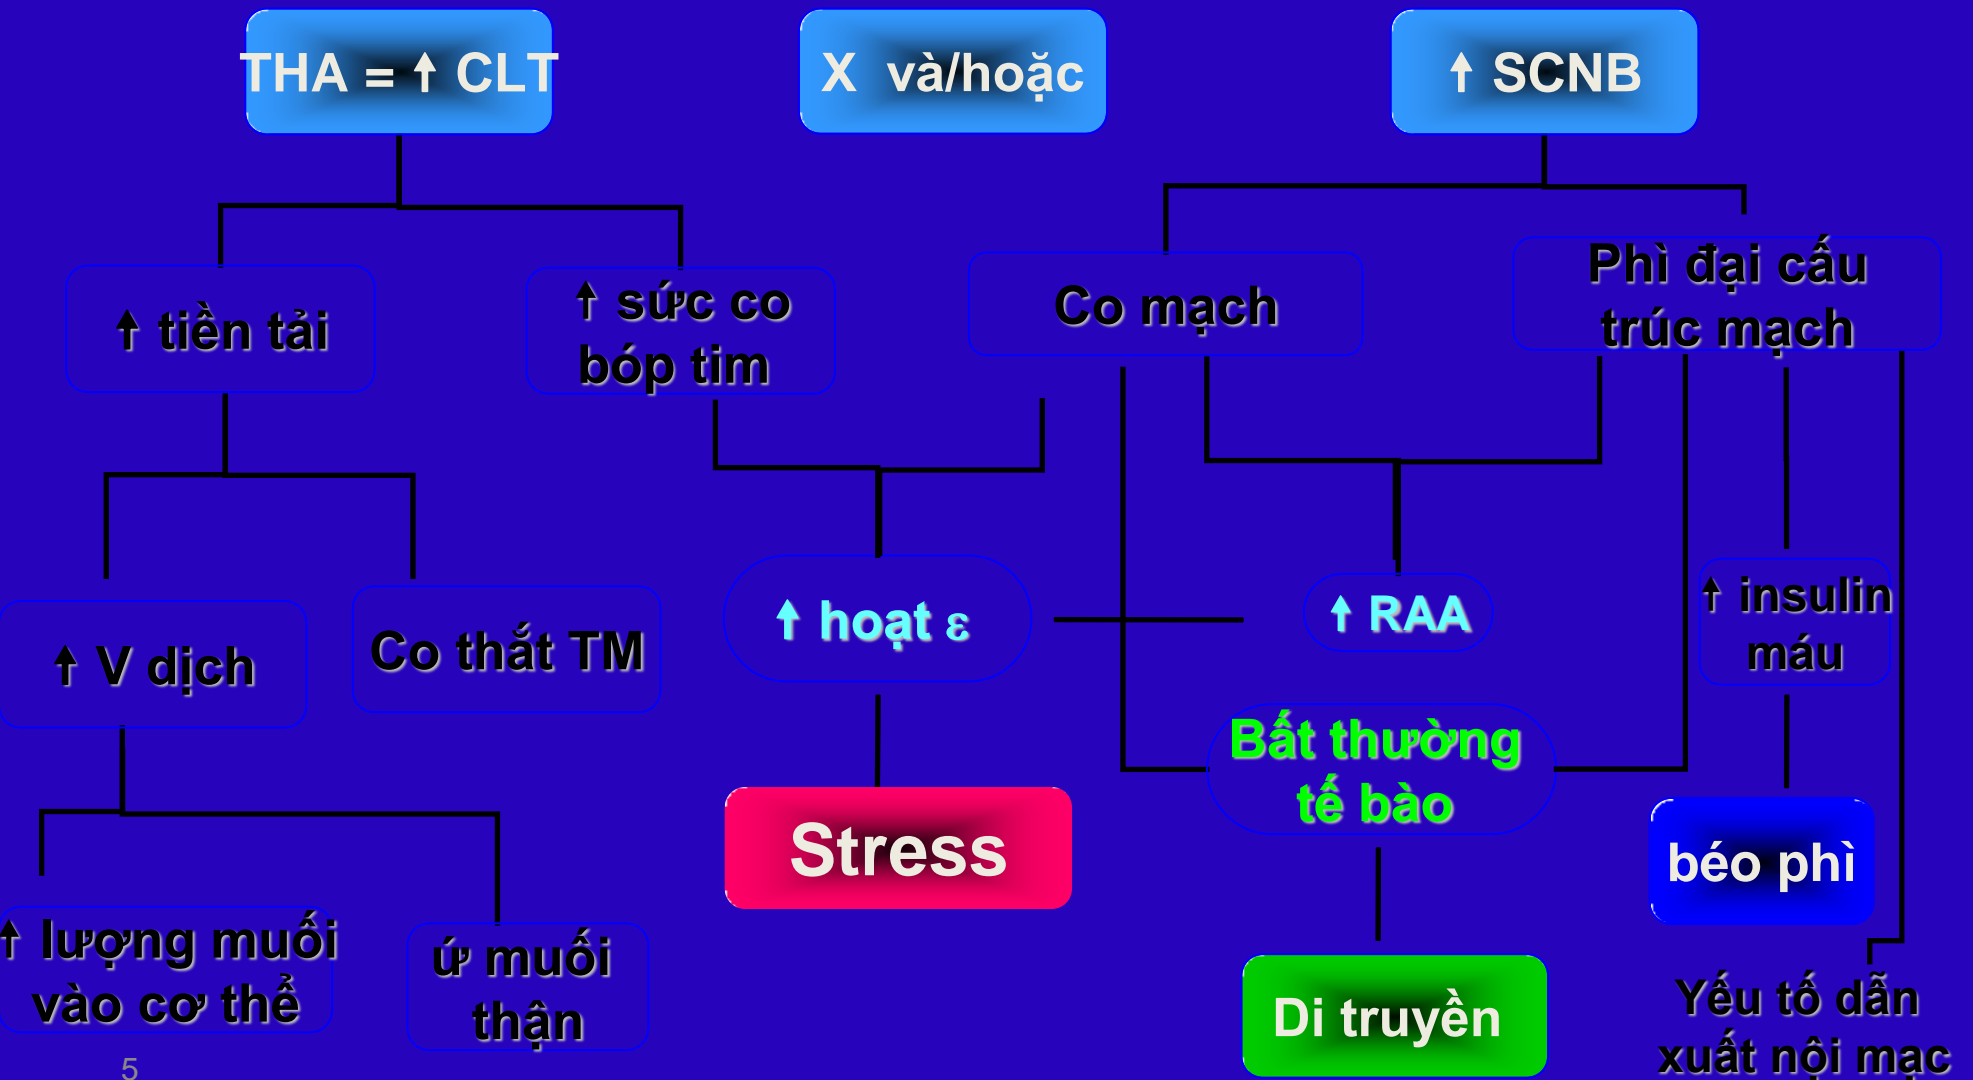 THA = ↑ CLT
X và/hoặc
↑ SCNB
↑ tiền tải
↑ sức co
bóp tim
Co mạch
Phì đại cấu
trúc mạch
↑ V dịch
Co thắt TM
↑ hoạt ε
↑ RAA
↑ insulin
máu
Bất thường
tế bào
Stress
béo phì
↑ lượng muối
vào cơ thể
ứ muối
thận
Di truyền
Yếu tố dẫn
xuất nội mạc
5